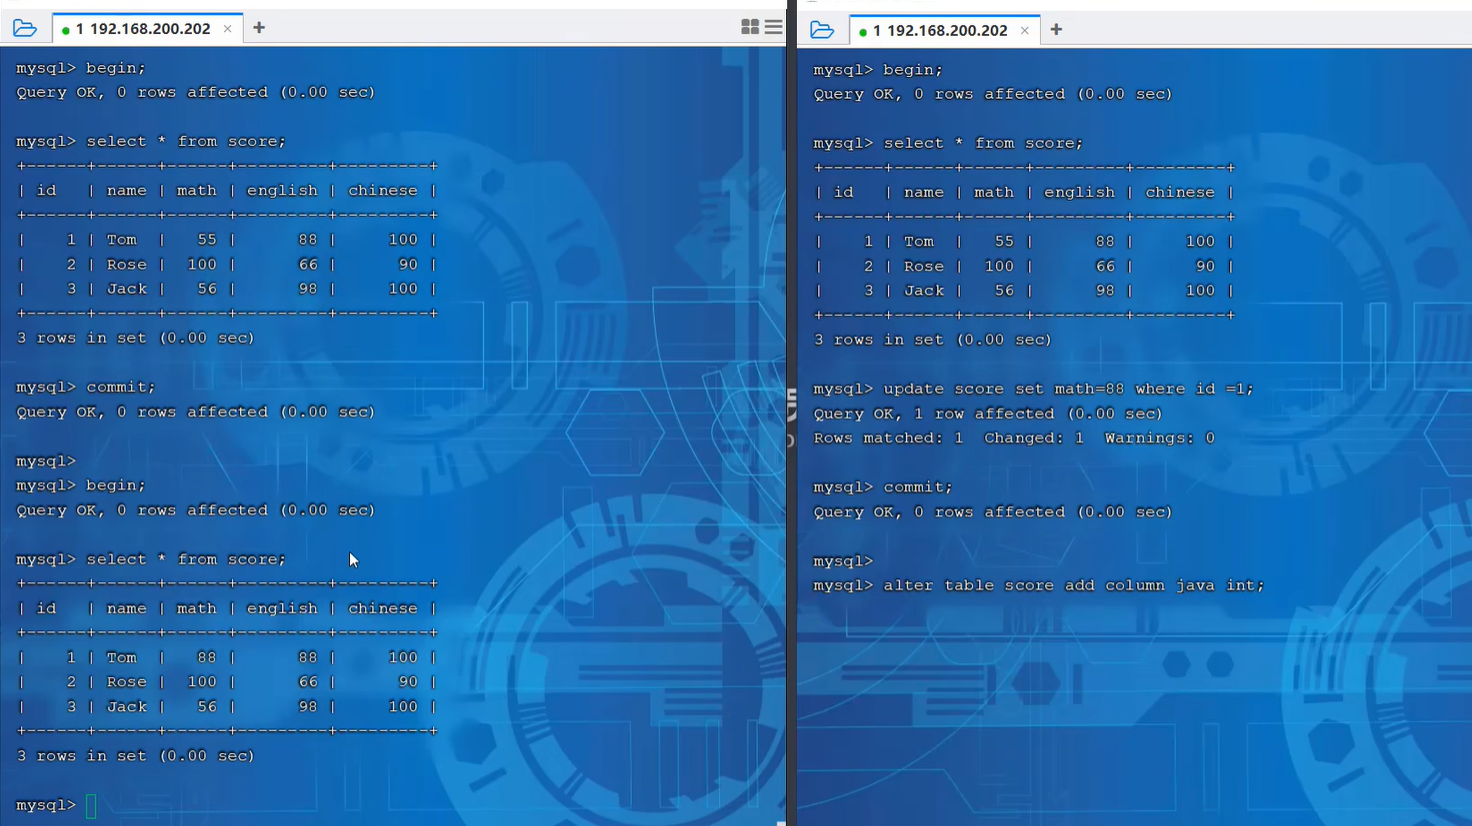 1 192.168.200.202 × +
mysql> begin;
Query OK, 0 rows affected (0.00 sec)
mysql> select * from score;
+------+------+------+---------+---------+
| id   | name | math | english | chinese |
+------+------+------+---------+---------+
|    1 | Tom  |   55 |      88 |     100 |
|    2 | Rose |  100 |      66 |      90 |
|    3 | Jack |   56 |      98 |     100 |
+------+------+------+---------+---------+
3 rows in set (0.00 sec)
mysql> commit;
Query OK, 0 rows affected (0.00 sec)
mysql>
mysql> begin;
Query OK, 0 rows affected (0.00 sec)
mysql> select * from score;
+------+------+------+---------+---------+
| id   | name | math | english | chinese |
+------+------+------+---------+---------+
|    1 | Tom  |   88 |      88 |     100 |
|    2 | Rose |  100 |      66 |      90 |
|    3 | Jack |   56 |      98 |     100 |
+------+------+------+---------+---------+
3 rows in set (0.00 sec)
mysql>
1 192.168.200.202 × +
mysql> begin;
Query OK, 0 rows affected (0.00 sec)
mysql> select * from score;
+------+------+------+---------+---------+
| id   | name | math | english | chinese |
+------+------+------+---------+---------+
|    1 | Tom  |   55 |      88 |     100 |
|    2 | Rose |  100 |      66 |      90 |
|    3 | Jack |   56 |      98 |     100 |
+------+------+------+---------+---------+
3 rows in set (0.00 sec)
mysql> update score set math=88 where id =1;
Query OK, 1 row affected (0.00 sec)
Rows matched: 1  Changed: 1  Warnings: 0
mysql> commit;
Query OK, 0 rows affected (0.00 sec)
mysql>
mysql> alter table score add column java int;